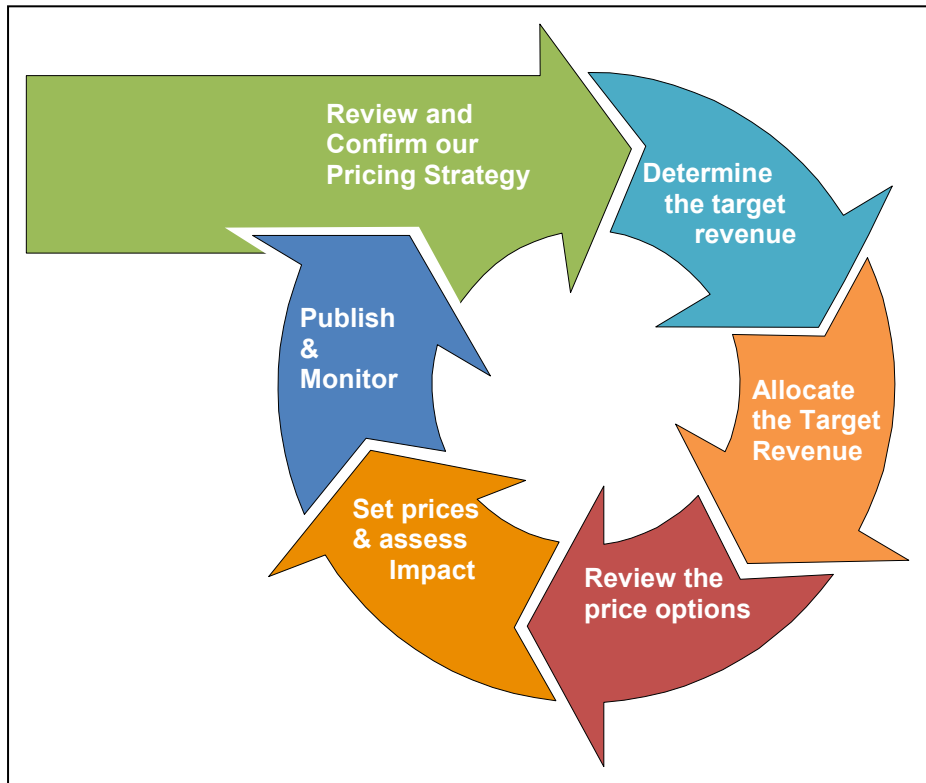 Review and
Confirm our
Pricing Strategy
Determine
the target
revenue
Allocate
the Target
Revenue
Review the
price options
Set prices
& assess
Impact
Publish
&
Monitor